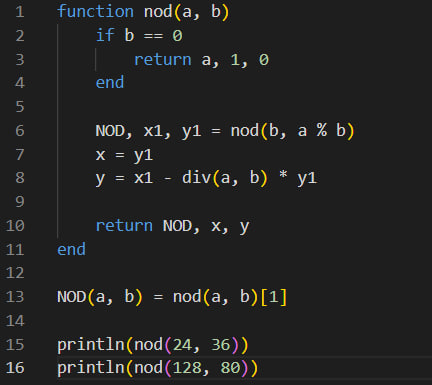 1 function nod(a, b)
2     if b == 0
3         return a, 1, 0
4     end
5
6     NOD, x1, y1 = nod(b, a % b)
7     x = y1
8     y = x1 - div(a, b) * y1
9
10     return NOD, x, y
11 end
12
13 NOD(a, b) = nod(a, b)[1]
14
15 println(nod(24, 36))
16 println(nod(128, 80))